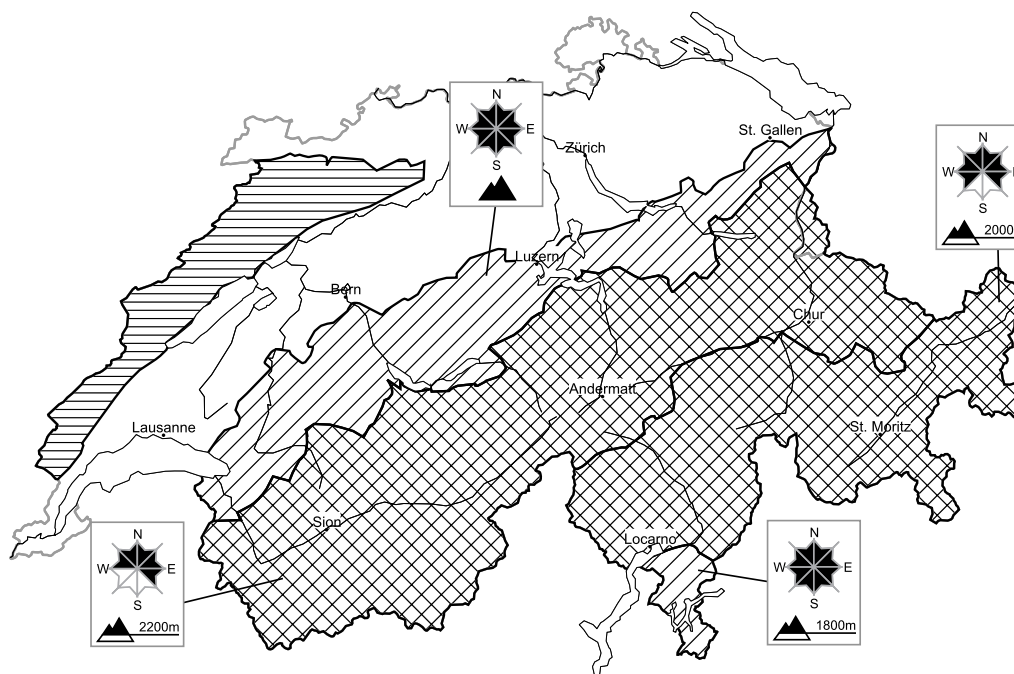 N
W E
S
St. Gallen
Zürich
N
W
S
2000
Luzern
Bern
Chur
Andermatt
Lausanne
St. Moritz
Sion
Locarno
N
W E
S
2200m
N
W E
S
1800m